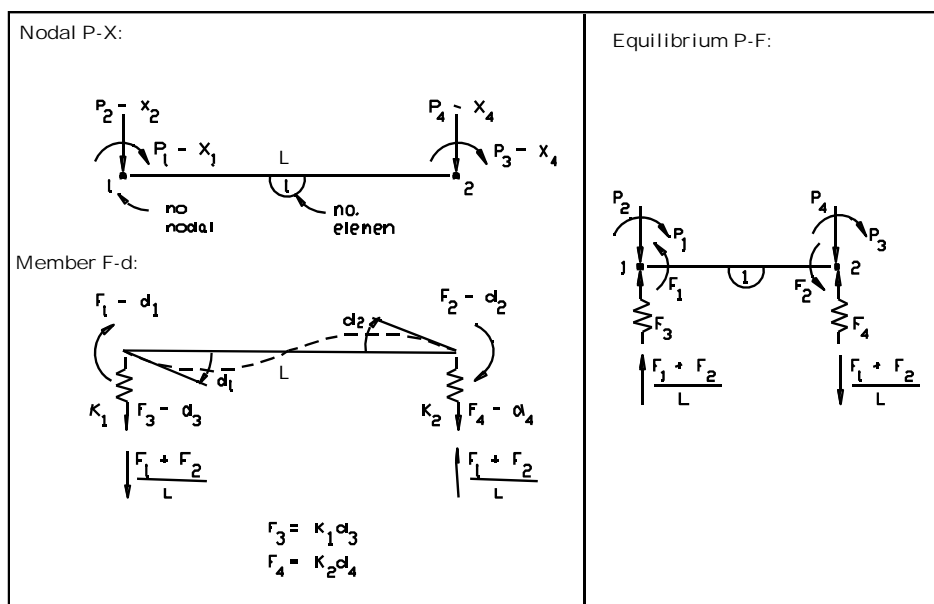 Nodal P-X:
P2 - X2
P4 - X4
P1 - X1
L
P3 - X4
1
1
2
no
nodal
no.
elemen
Member F-d:
F1 - d1
F2 - d2
d2
d1
L
K1
F3 - d3
K2
F4 - d4
F1 + F2
L
F1 + F2
L
F3 = K1d3
F4 = K2d4
Equilibrium P-F:
P2
P4
P1
P3
1
1
2
F1
F2
F3
F4
F1 + F2
L
F1 + F2
L